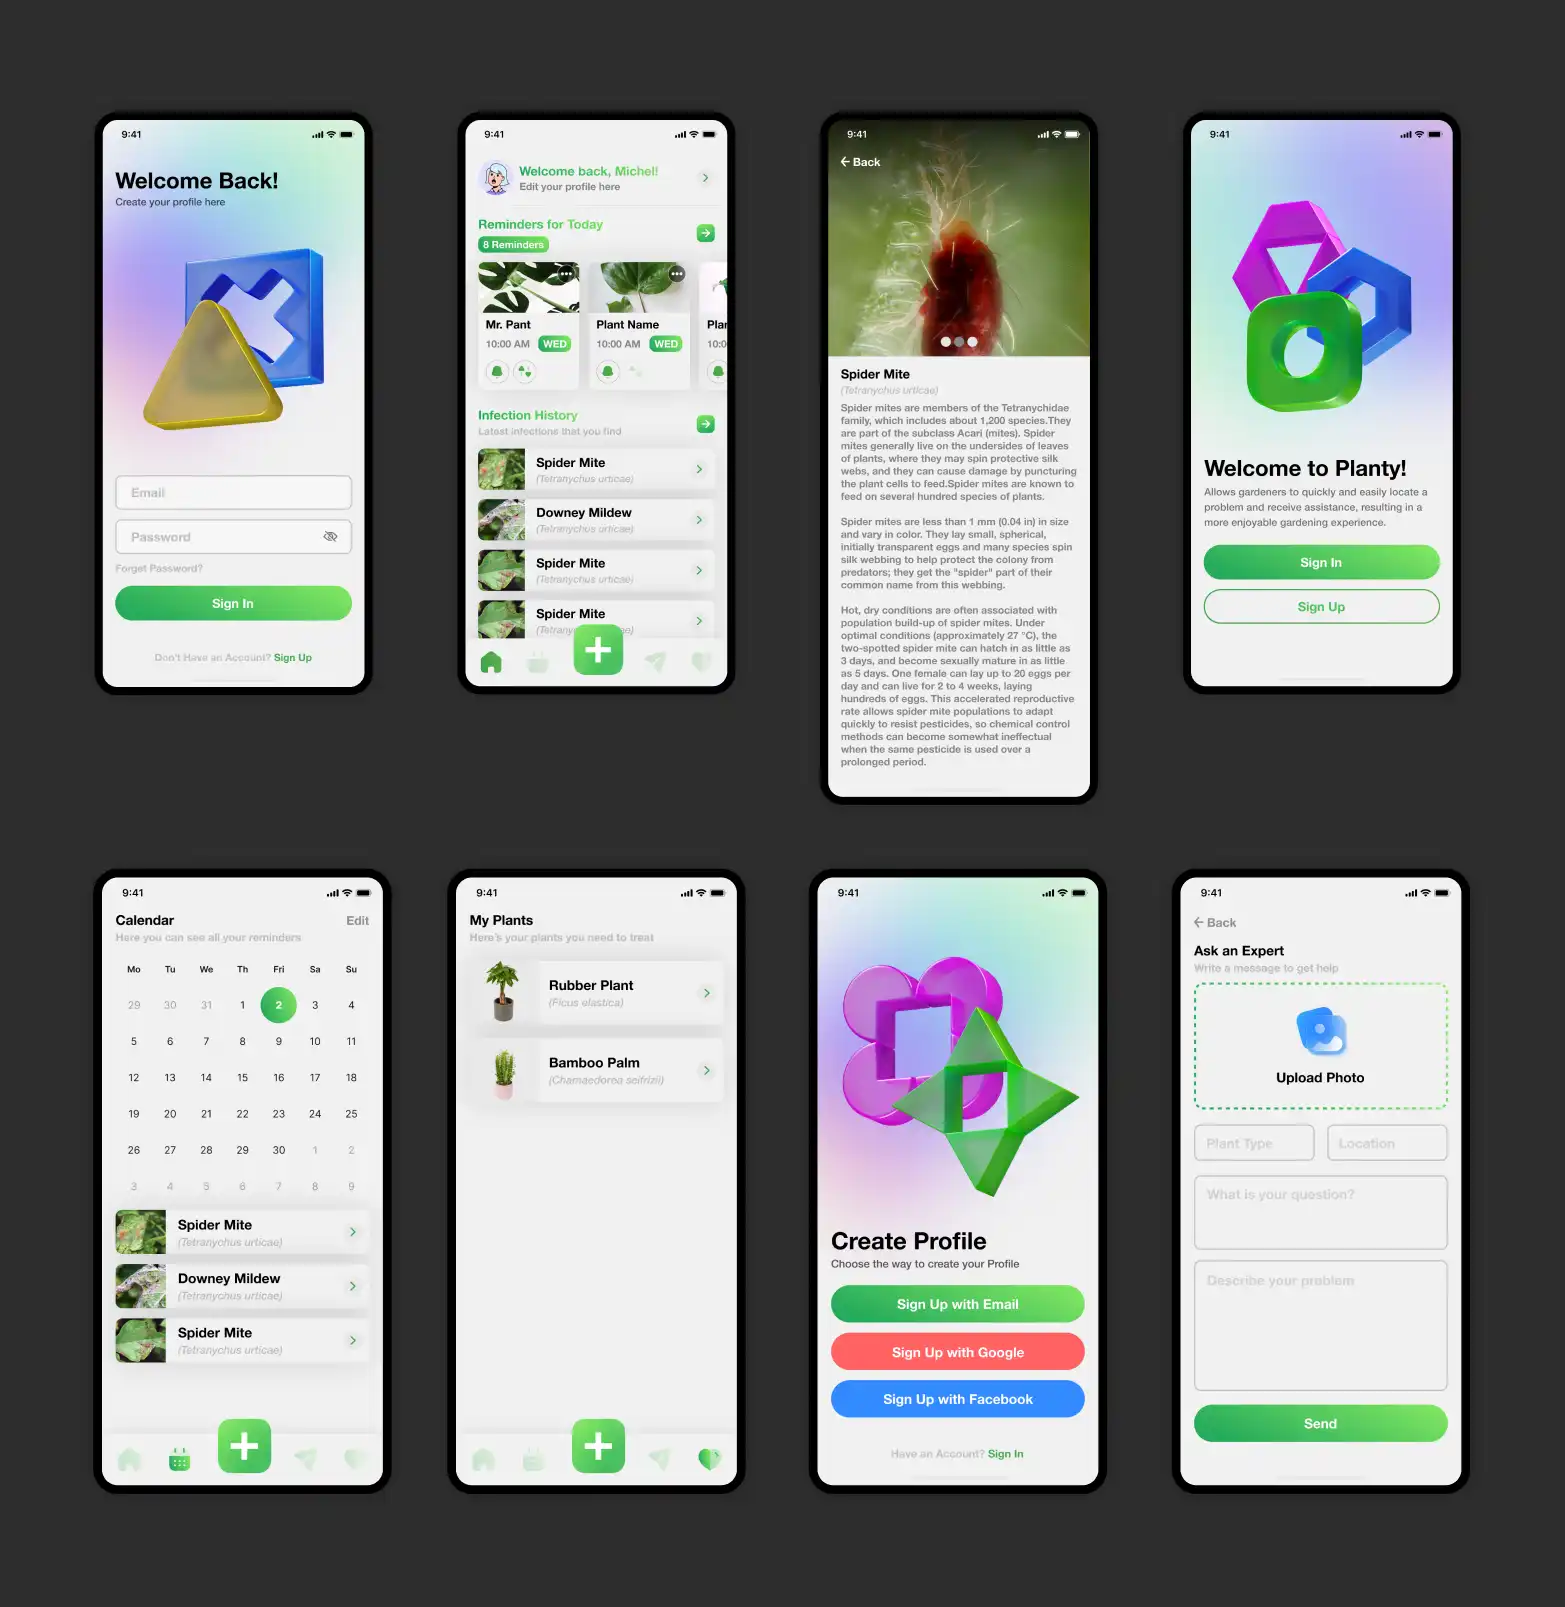 9:41
Welcome Back!
Create your profile here
Email
Password
Forget Password?
Sign In
Don't Have an Account? Sign Up
9:41
Welcome back, Michel!
Edit your profile here
Reminders for Today
8 Reminders
Mr. Pant
10:00 AM WED
Plant Name
10:00 AM WED
Plar
10:0
Infection History
Latest infections that you find
Spider Mite
(Tetranychus urticae)
Downey Mildew
(Tetranychus urticae)
Spider Mite
(Tetranychus urticae)
Spider Mite
(Tetrany ae)
9:41
Back
Spider Mite
(Tetranychus urticae)
Spider mites are members of the Tetranychidae
family, which includes about 1,200 species.They
are part of the subclass Acari (mites). Spider
mites generally live on the undersides of leaves
of plants, where they may spin protective silk
webs, and they can cause damage by puncturing
the plant cells to feed.Spider mites are known to
feed on several hundred species of plants.
Spider mites are less than 1 mm (0.04 in) in size
and vary in color. They lay small, spherical,
initially transparent eggs and many species spin
silk webbing to help protect the colony from
predators; they get the "spider" part of their
common name from this webbing.
Hot, dry conditions are often associated with
population build-up of spider mites. Under
optimal conditions (approximately 27 °C), the
two-spotted spider mite can hatch in as little as
3 days, and become sexually mature in as little
as 5 days. One female can lay up to 20 eggs per
day and can live for 2 to 4 weeks, laying
hundreds of eggs. This accelerated reproductive
rate allows spider mite populations to adapt
quickly to resist pesticides, so chemical control
methods can become somewhat ineffectual
when the same pesticide is used over a
prolonged period.
9:41
Welcome to Planty!
Allows gardeners to quickly and easily locate a
problem and receive assistance, resulting in a
more enjoyable gardening experience.
Sign In
Sign Up
9:41
Calendar Edit
Here you can see all your reminders
Mo Tu We Th Fri Sa Su
29 30 31 1 2 3 4
5 6 7 8 9 10 11
12 13 14 15 16 17 18
19 20 21 22 23 24 25
26 27 28 29 30 1 2
3 4 5 6 7 8 9
Spider Mite
(Tetranychus urticae)
Downey Mildew
(Tetranychus urticae)
Spider Mite
(Tetranychus urticae)
9:41
My Plants
Here's your plants you need to treat
Rubber Plant
(Ficus elastica)
Bamboo Palm
(Chamaedorea seifrizii)
9:41
Create Profile
Choose the way to create your Profile
Sign Up with Email
Sign Up with Google
Sign Up with Facebook
Have an Account? Sign In
9:41
Back
Ask an Expert
Write a message to get help
Upload Photo
Plant Type Location
What is your question?
Describe your problem
Send